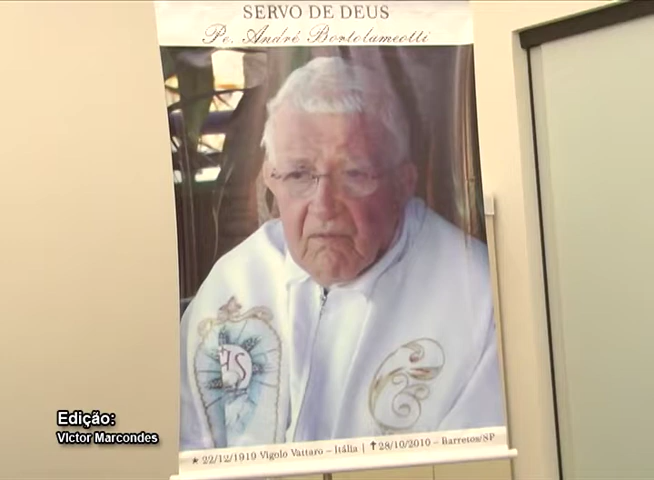 SERVO DE DEUS
Pe. André Bortolameotti
IHS
★ 22/12/1919 Vigolo Vattaro – Itália | ✝ 28/10/2010 – Barretos/SP
Edição:
Victor Marcondes